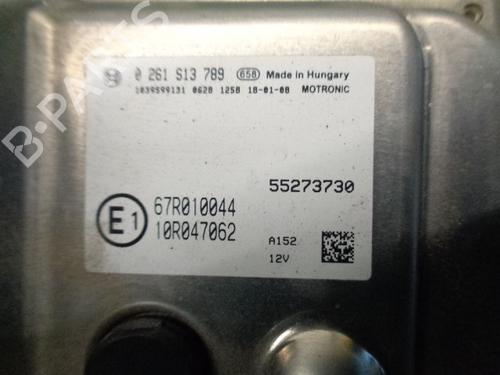 0 261 S13 789 658 Made in Hungary
1039S99131 0628 1258 18-01-08 MOTRONIC
55273730
E1 67R010044
10R047062
A152
12V
B-PARTS